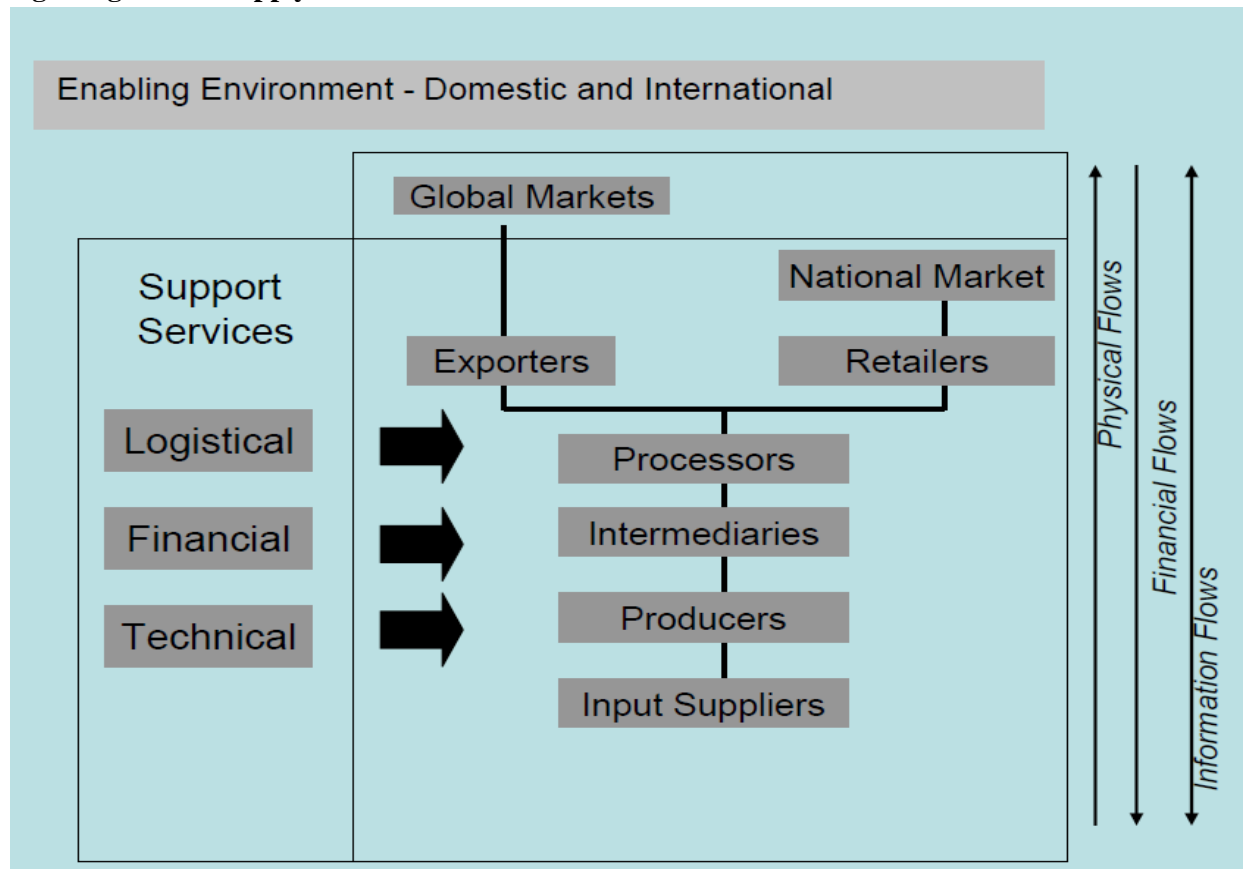 Enabling Environment - Domestic and International
Global Markets
National Market
Support
Services
Exporters
Retailers
Logistical
Processors
Financial
Intermediaries
Technical
Producers
Input Suppliers
Physical Flows
Financial Flows
Information Flows